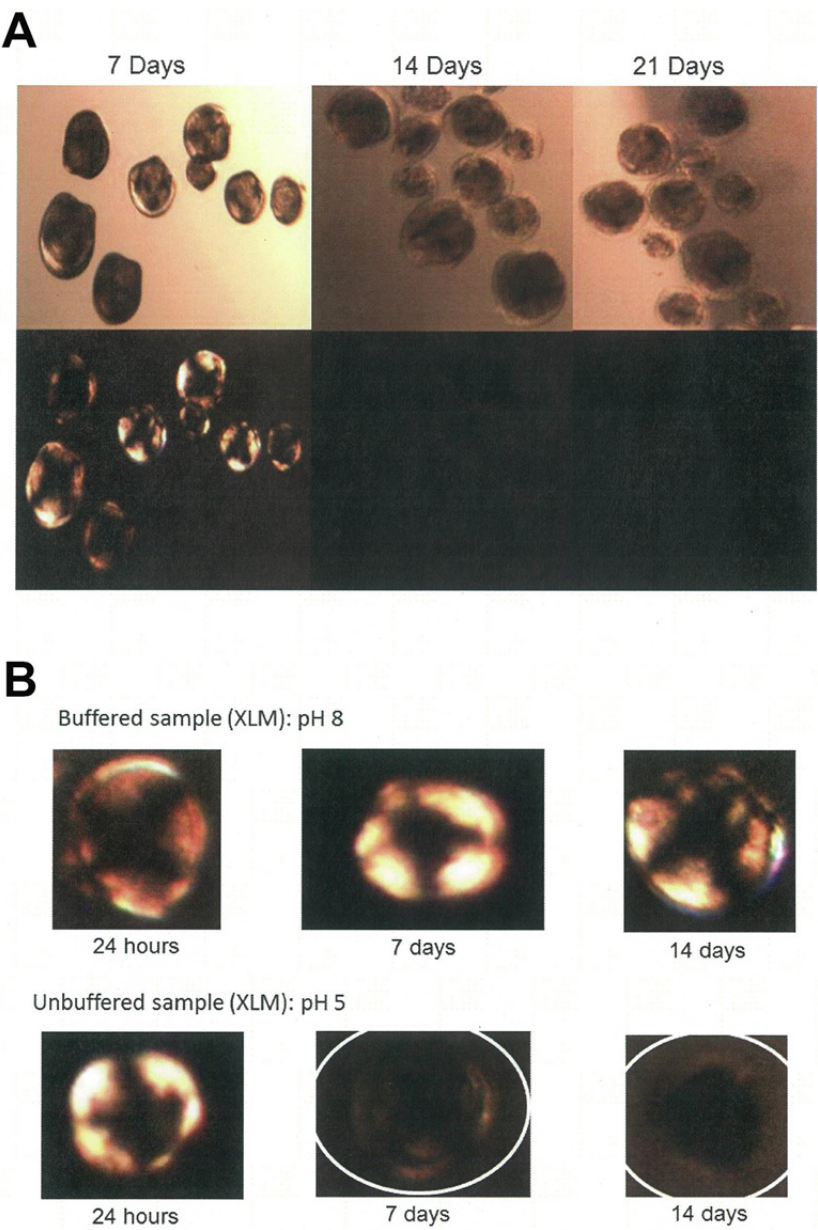 A
7 Days 14 Days 21 Days
B
Buffered sample (XLM): pH 8
24 hours 7 days 14 days
Unbuffered sample (XLM): pH 5
24 hours 7 days 14 days